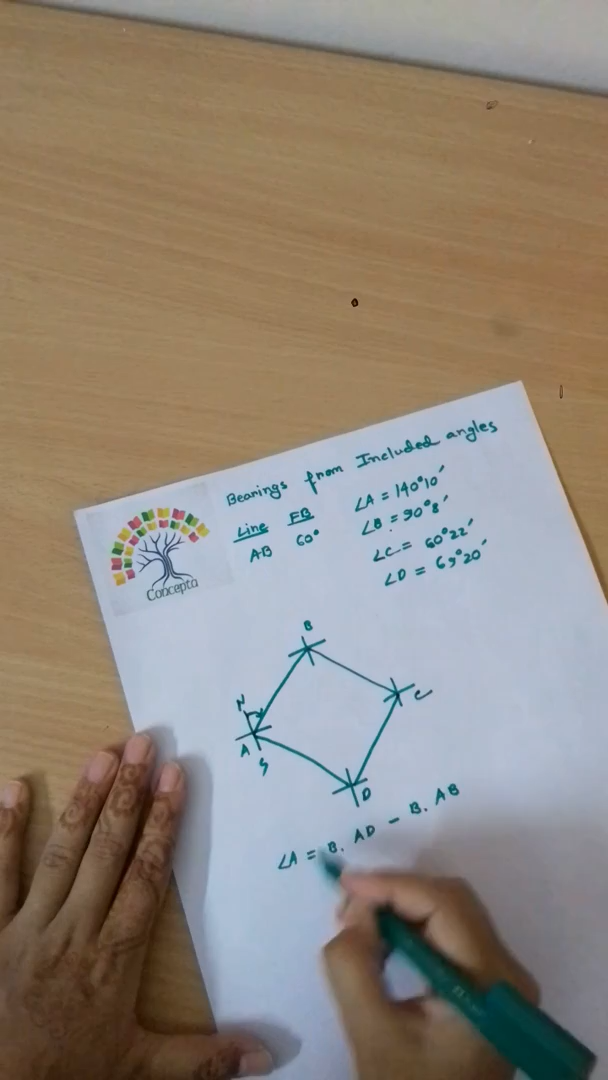 Bearings from Included angles
Line FB
AB 60°
∠A = 140°10′
∠B = 90°8′
∠C = 60°22′
∠D = 69°20′
Concepta
B
N
A
S
C
D
∠A = B. AD - B. AB